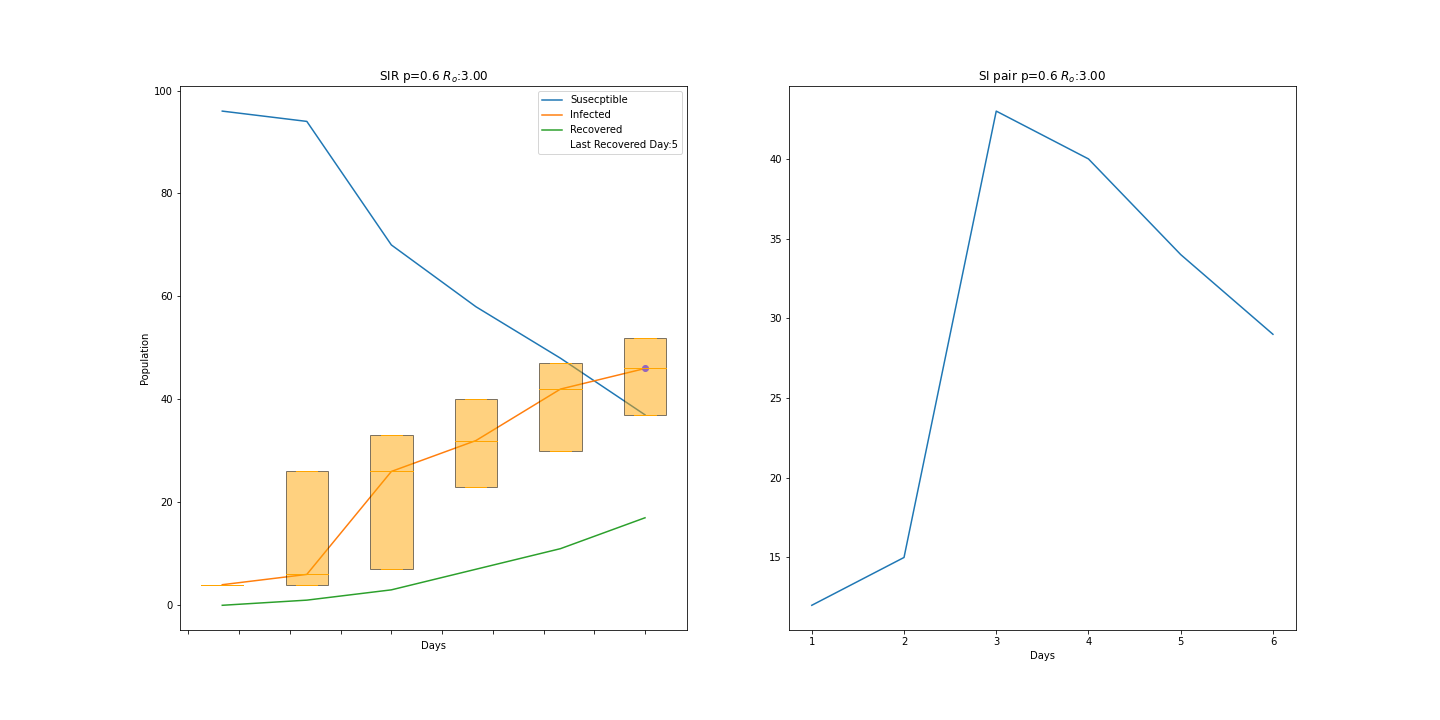 SIR p=0.6 Rₒ:3.00
100
80
60
40
20
0
Population
Days
Susecptible
Infected
Recovered
Last Recovered Day:5
SI pair p=0.6 Rₒ:3.00
40
35
30
25
20
15
1 2 3 4 5 6
Days